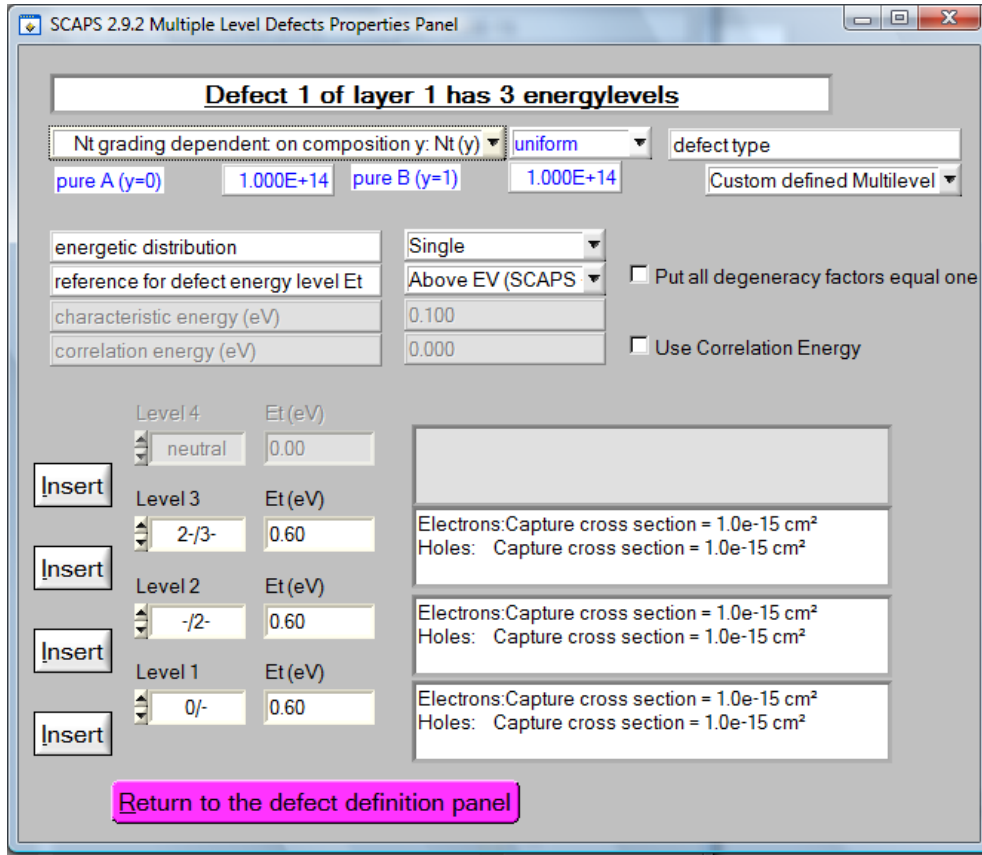 SCAPS 2.9.2 Multiple Level Defects Properties Panel
Defect 1 of layer 1 has 3 energylevels
Nt grading dependent: on composition y: Nt (y) uniform defect type
pure A (y=0) 1.000E+14 pure B (y=1) 1.000E+14 Custom defined Multilevel
energetic distribution Single
reference for defect energy level Et Above EV (SCAPS Put all degeneracy factors equal one
characteristic energy (eV) 0.100
correlation energy (eV) 0.000 Use Correlation Energy
Level 4 Et (eV)
neutral 0.00
Insert
Level 3 Et (eV)
2-/3- 0.60 Electrons:Capture cross section = 1.0e-15 cm²
Holes: Capture cross section = 1.0e-15 cm²
Insert
Level 2 Et (eV)
-/2- 0.60 Electrons:Capture cross section = 1.0e-15 cm²
Holes: Capture cross section = 1.0e-15 cm²
Insert
Level 1 Et (eV)
0/- 0.60 Electrons:Capture cross section = 1.0e-15 cm²
Holes: Capture cross section = 1.0e-15 cm²
Insert
Return to the defect definition panel